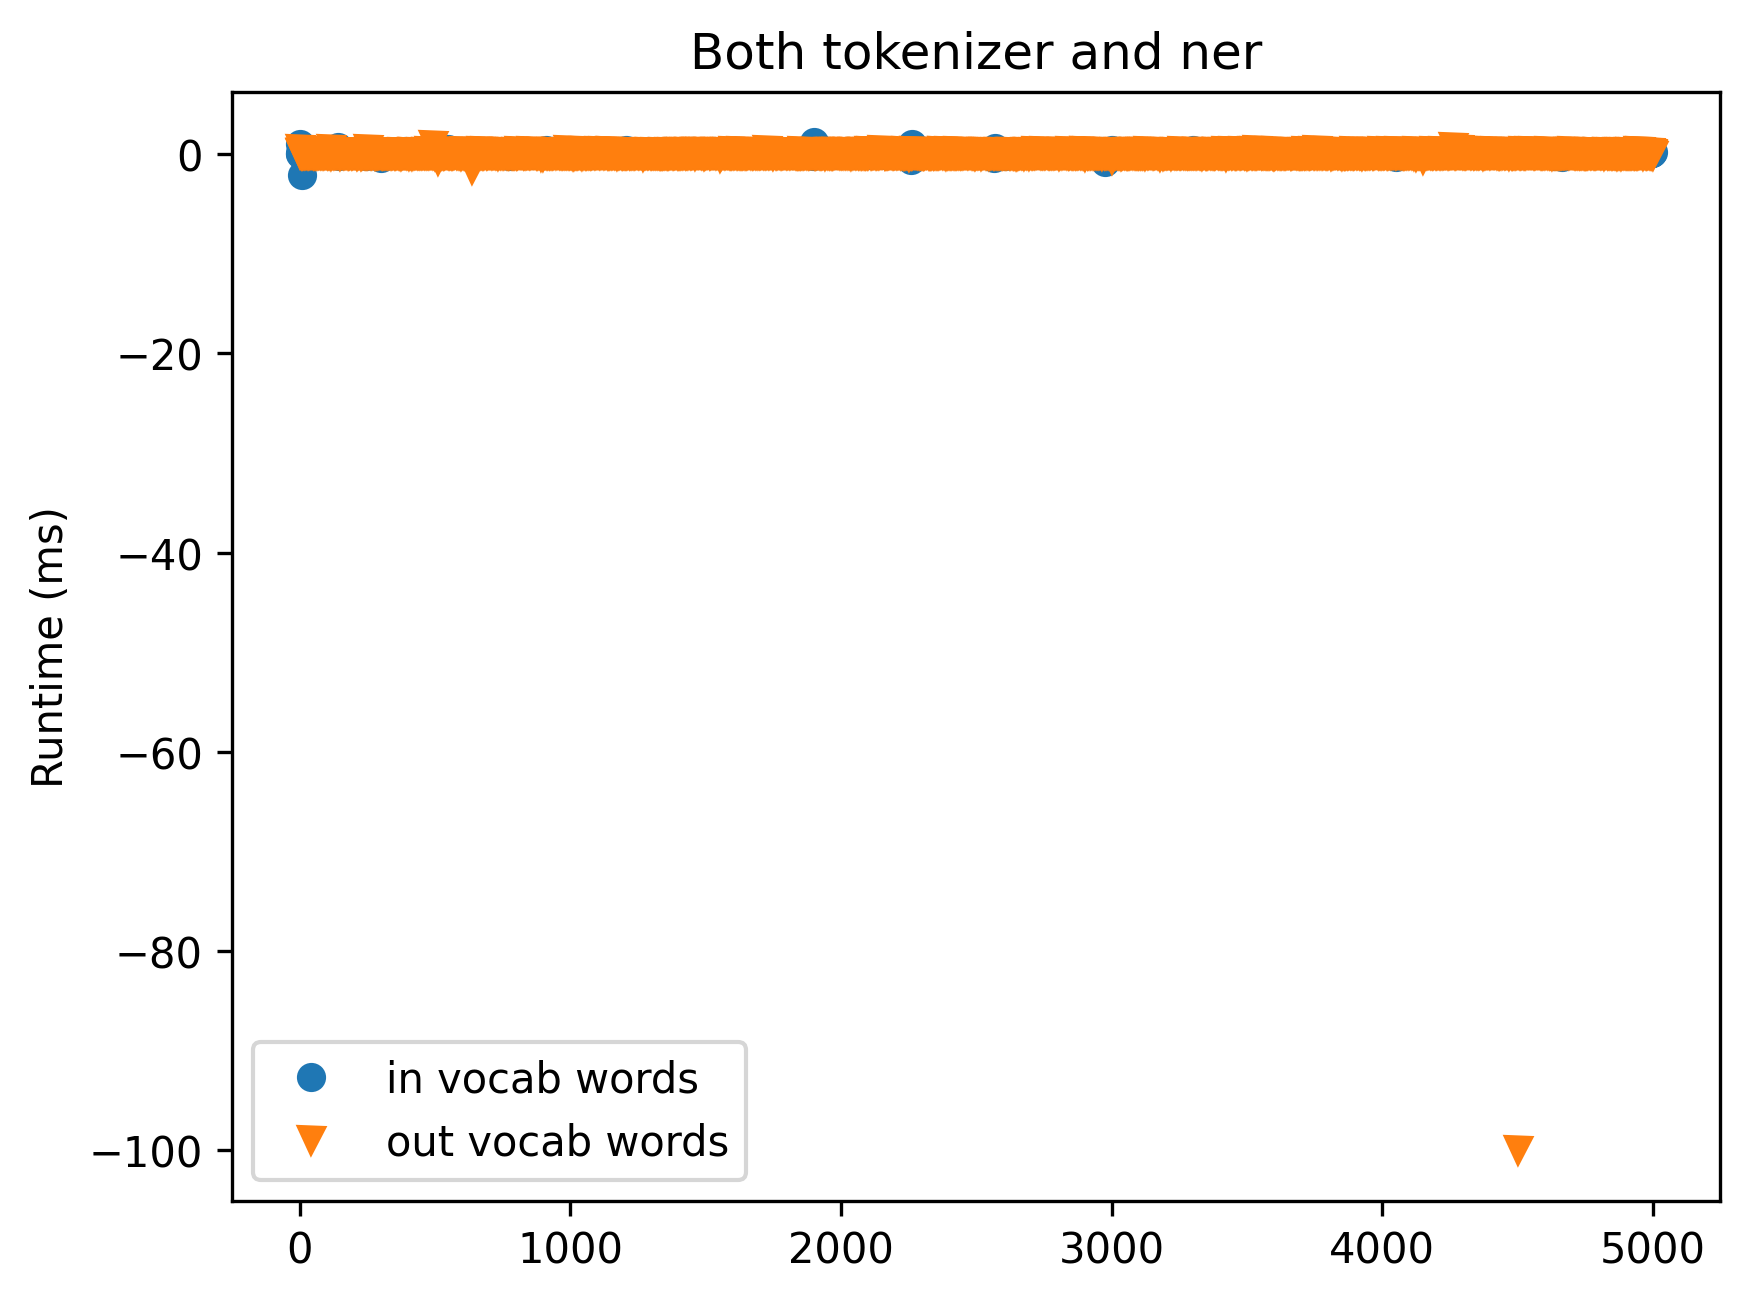 Both tokenizer and ner
Runtime (ms)
0
−20
−40
−60
−80
−100
in vocab words
out vocab words
0 1000 2000 3000 4000 5000